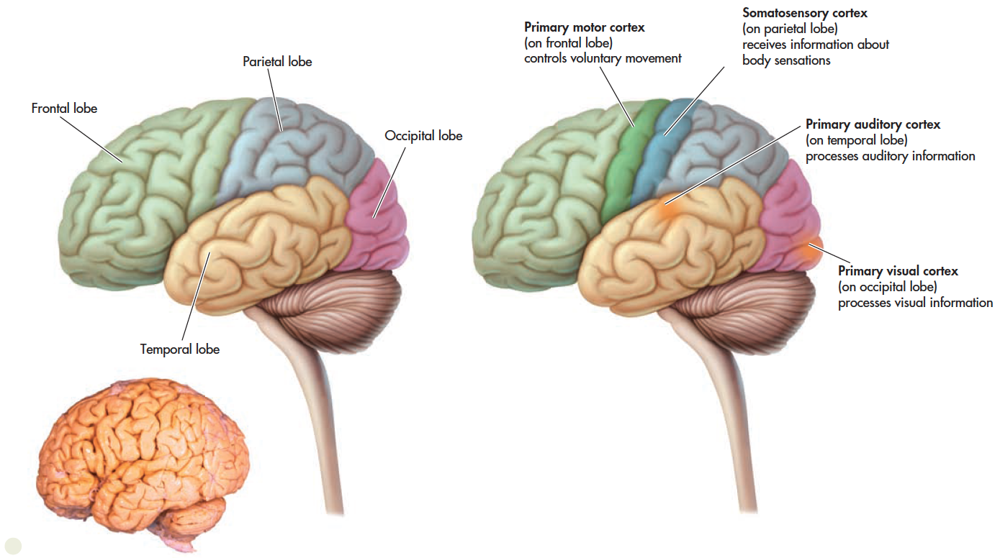 Frontal lobe
Parietal lobe
Occipital lobe
Temporal lobe
Primary motor cortex
(on frontal lobe)
controls voluntary movement
Somatosensory cortex
(on parietal lobe)
receives information about
body sensations
Primary auditory cortex
(on temporal lobe)
processes auditory information
Primary visual cortex
(on occipital lobe)
processes visual information